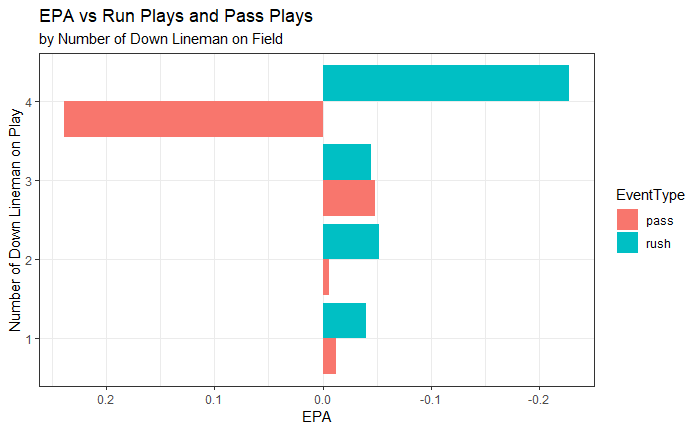 EPA vs Run Plays and Pass Plays
by Number of Down Lineman on Field
Number of Down Lineman on Play
4
3
2
1
0.2 0.1 0.0 -0.1 -0.2
EPA
EventType
pass
rush